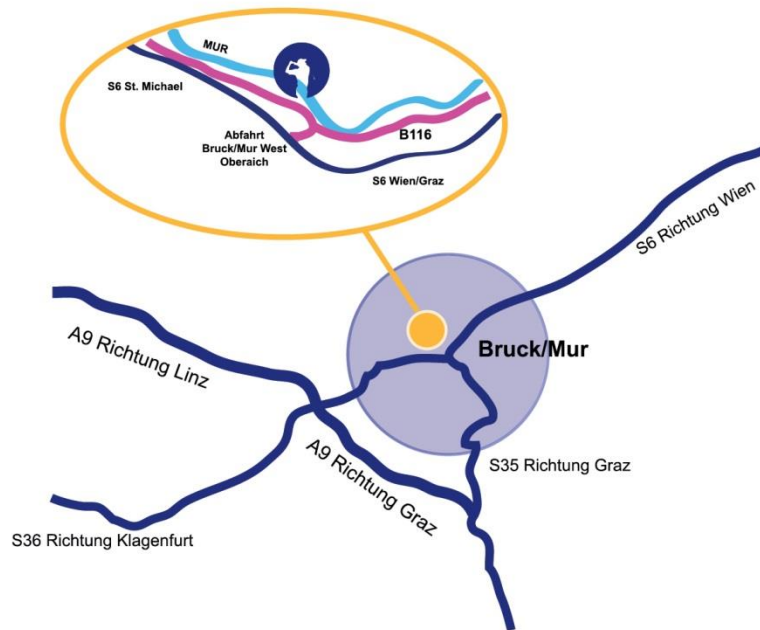 MUR
S6 St. Michael
Abfahrt
Bruck/Mur West
Oberaich
B116
S6 Wien/Graz
S6 Richtung Wien
A9 Richtung Linz
Bruck/Mur
A9 Richtung Graz
S35 Richtung Graz
S36 Richtung Klagenfurt